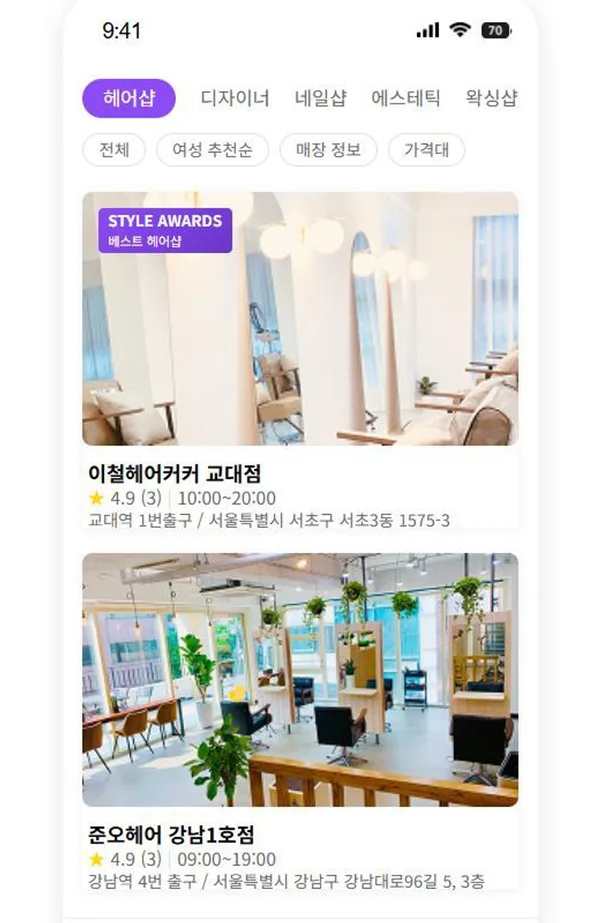 9:41
70
헤어샵 디자이너 네일샵 에스테틱 왁싱샵
전체 여성 추천순 매장 정보 가격대
STYLE AWARDS
베스트 헤어샵
이철헤어커커 교대점
★ 4.9 (3) | 10:00~20:00
교대역 1번출구 / 서울특별시 서초구 서초3동 1575-3
준오헤어 강남1호점
★ 4.9 (3) | 09:00~19:00
강남역 4번 출구 / 서울특별시 강남구 강남대로96길 5, 3층